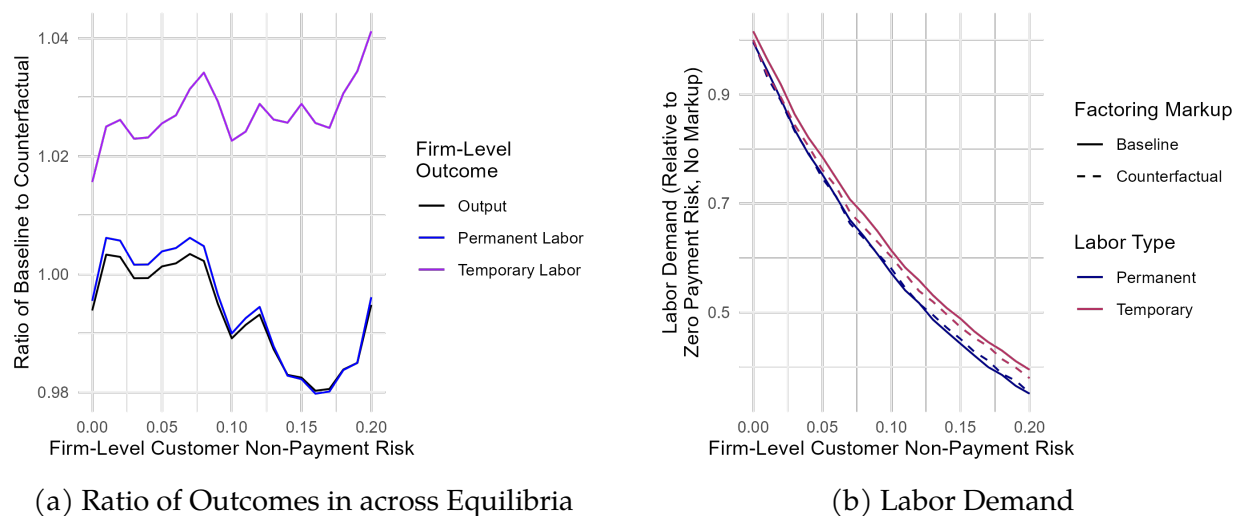 Ratio of Baseline to Counterfactual
1.04
1.02
1.00
0.98
0.00
0.05
0.10
0.15
0.20
Firm-Level Customer Non-Payment Risk
Firm-Level
Outcome
Output
Permanent Labor
Temporary Labor
(a) Ratio of Outcomes in across Equilibria
Labor Demand (Relative to
Zero Payment Risk, No Markup)
0.9
0.7
0.5
0.00
0.05
0.10
0.15
0.20
Firm-Level Customer Non-Payment Risk
Factoring Markup
Baseline
Counterfactual
Labor Type
Permanent
Temporary
(b) Labor Demand